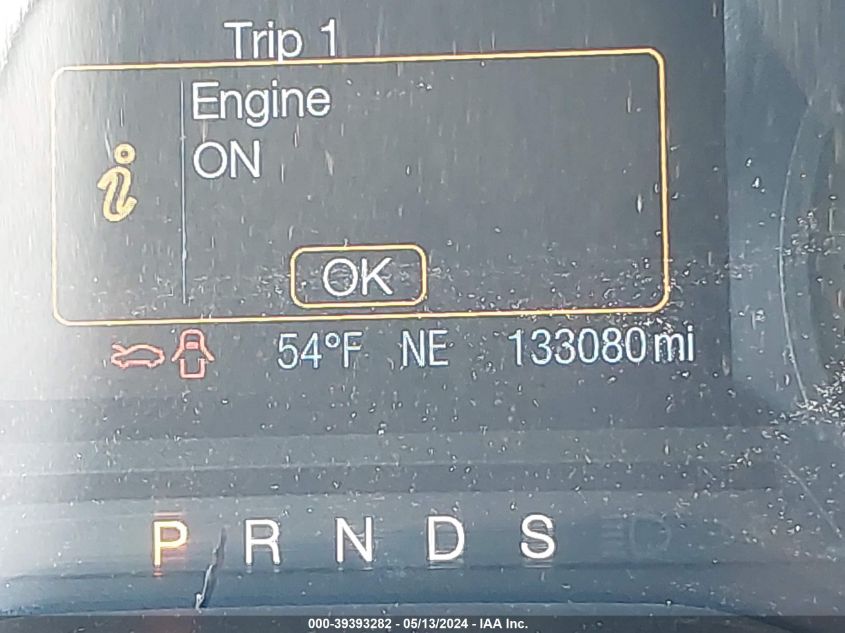 Trip 1
Engine
ON
OK
54°F NE 133080 mi
P R N D S
000-39393282 - 05/13/2024 - IAA Inc.